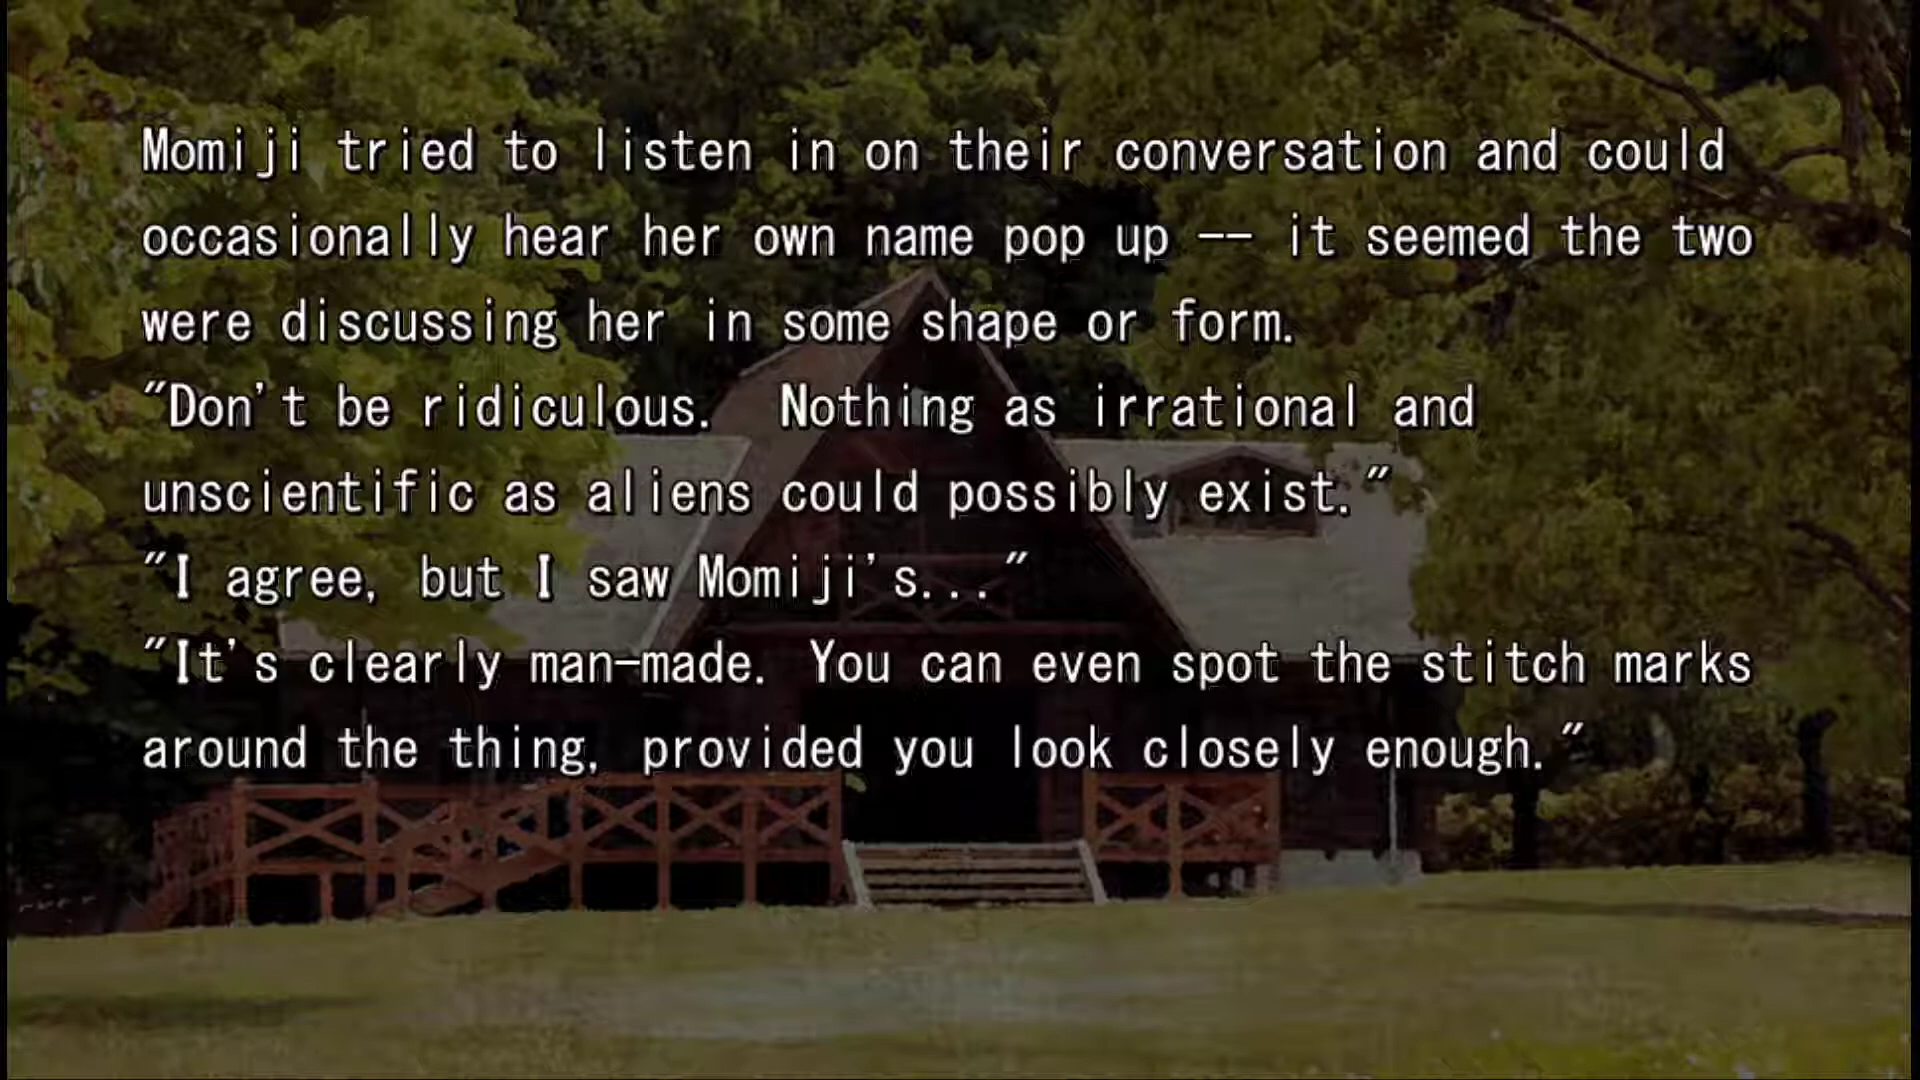 Momiji tried to listen in on their conversation and could
occasionally hear her own name pop up -- it seemed the two
were discussing her in some shape or form.
"Don't be ridiculous.  Nothing as irrational and
unscientific as aliens could possibly exist."
"I agree, but I saw Momiji's..."
"It's clearly man-made. You can even spot the stitch marks
around the thing, provided you look closely enough."